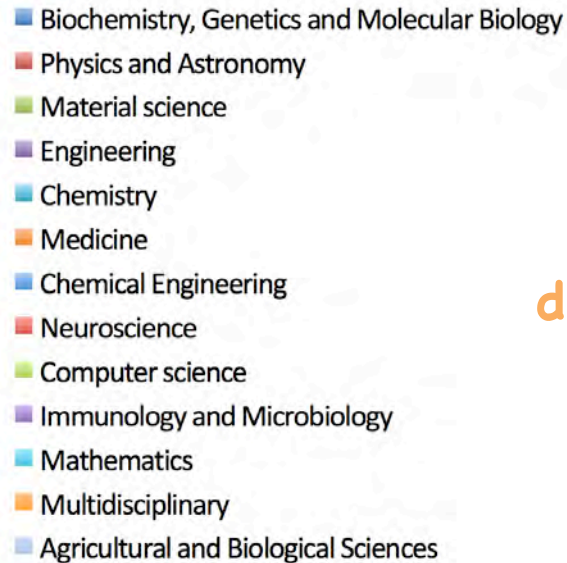 Biochemistry, Genetics and Molecular Biology
Physics and Astronomy
Material science
Engineering
Chemistry
Medicine
Chemical Engineering
d
Neuroscience
Computer science
Immunology and Microbiology
Mathematics
Multidisciplinary
Agricultural and Biological Sciences